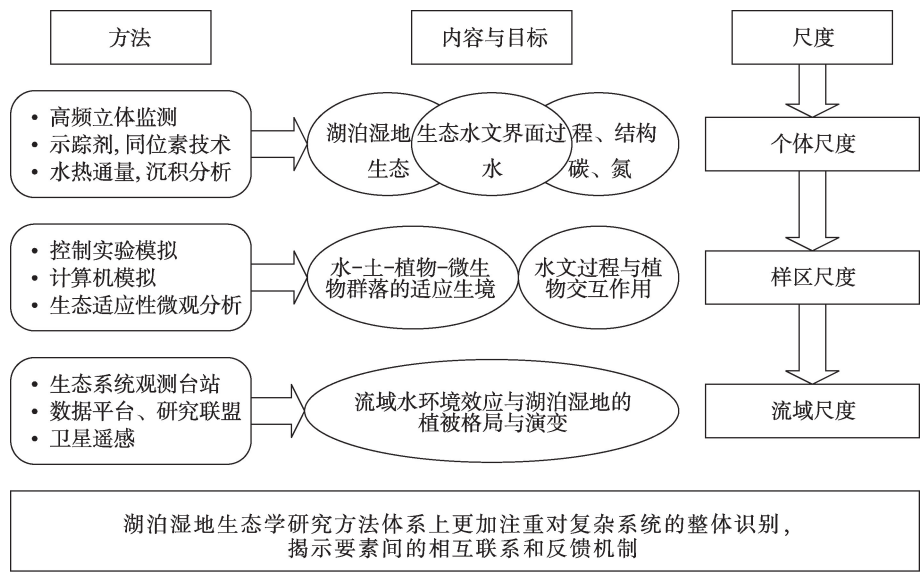 方法
内容与目标
尺度
• 高频立体监测
• 示踪剂, 同位素技术
• 水热通量, 沉积分析
湖泊湿地 生态水文界面过程、结构
生态 水 碳、氮
个体尺度
• 控制实验模拟
• 计算机模拟
• 生态适应性微观分析
水-土-植物-微生
物群落的适应生境
水文过程与植
物交互作用
样区尺度
• 生态系统观测台站
• 数据平台、研究联盟
• 卫星遥感
流域水环境效应与湖泊湿地的
植被格局与演变
流域尺度
湖泊湿地生态学研究方法体系上更加注重对复杂系统的整体识别,
揭示要素间的相互联系和反馈机制